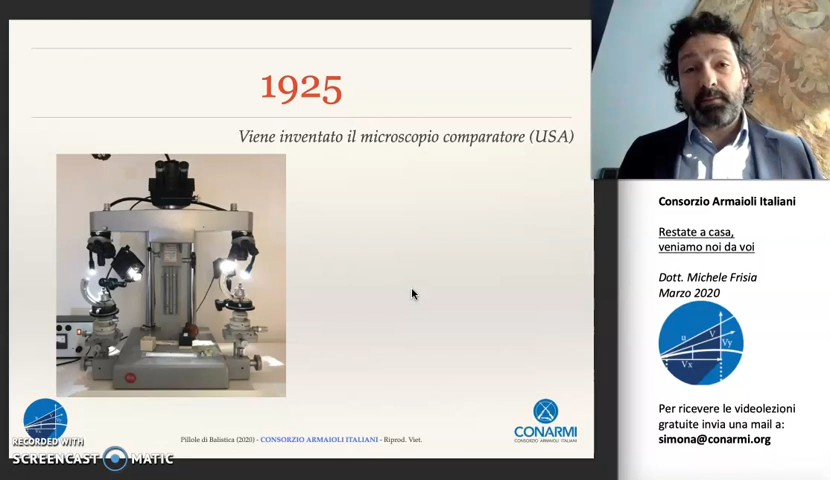 1925
Viene inventato il microscopio comparatore (USA)
Consorzio Armaioli Italiani
Restate a casa,
veniamo noi da voi
Dott. Michele Frisia
Marzo 2020
u
V
Vy
Vx
Per ricevere le videolezioni
gratuite invia una mail a:
simona@conarmi.org
CONARMI
CONSORZIO ARMAIOLI ITALIANI
Pillole di Balistica (2020) - CONSORZIO ARMAIOLI ITALIANI - Riprod. Viet.
RECORDED WITH
SCREENCAST MATIC